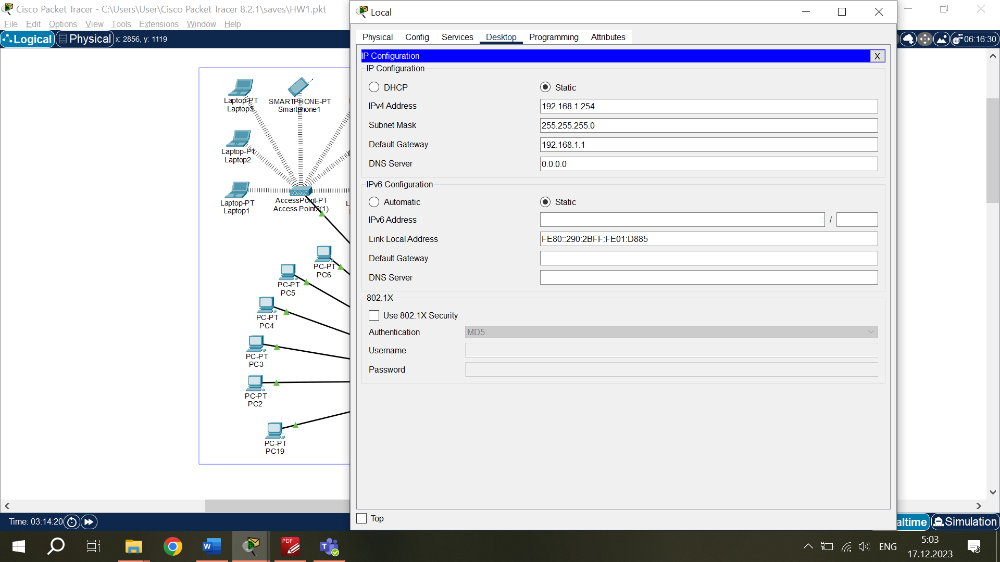 Cisco Packet Tracer - C:\Users\User\Cisco Packet Tracer 8.2.1\saves\HW1.pkt
File Edit Options View Tools Extensions Window Help
Logical Physical x: 2856, y: 1119
06:16:30
Laptop-PT
Laptop3
SMARTPHONE-PT
Smartphone1
Laptop-PT
Laptop2
Laptop-PT
Laptop1
AccessPoint-PT
Access Point2(1)
PC-PT
PC6
PC-PT
PC5
PC-PT
PC4
PC-PT
PC3
PC-PT
PC2
PC-PT
PC19
Local
Physical Config Services Desktop Programming Attributes
IP Configuration X
IP Configuration
DHCP Static
IPv4 Address 192.168.1.254
Subnet Mask 255.255.255.0
Default Gateway 192.168.1.1
DNS Server 0.0.0.0
IPv6 Configuration
Automatic Static
IPv6 Address /
Link Local Address FE80::290:2BFF:FE01:D885
Default Gateway
DNS Server
802.1X
Use 802.1X Security
Authentication MD5
Username
Password
Top
Time: 03:14:20
altime Simulation
W PDF T
ENG
5:03
17.12.2023